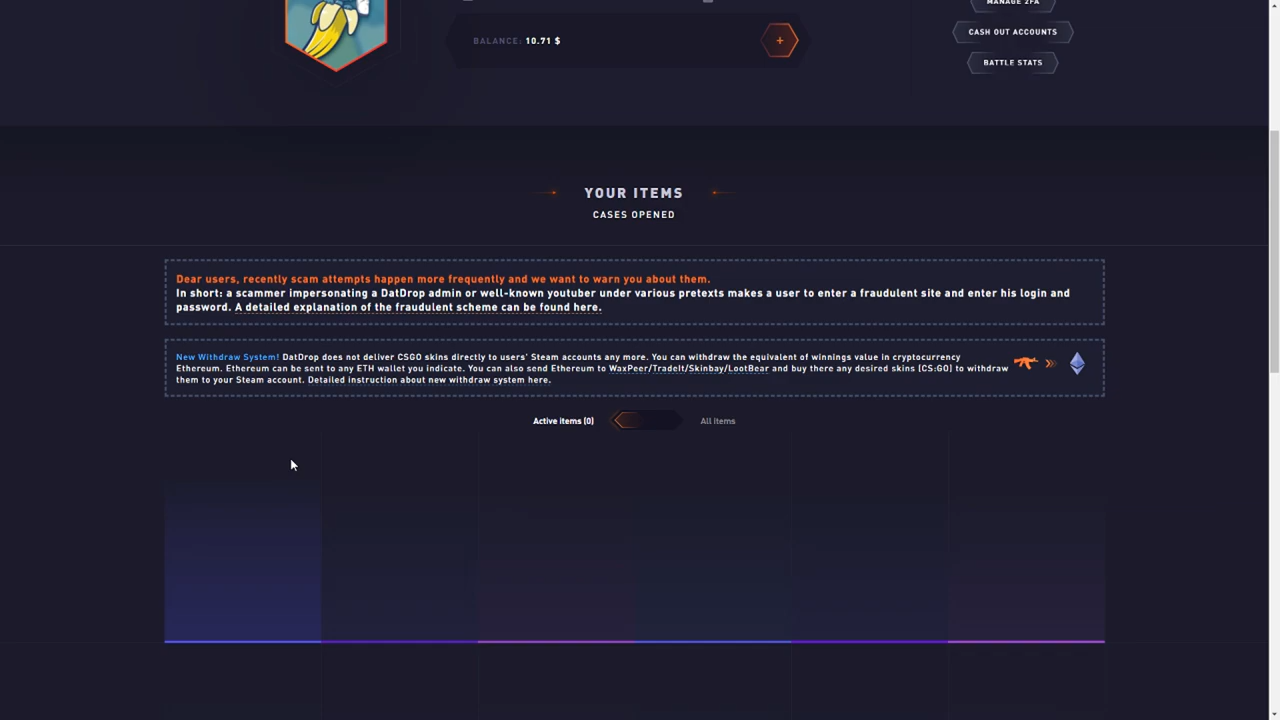 MANAGE 2FA
BALANCE: 10.71 $
+
CASH OUT ACCOUNTS
BATTLE STATS
YOUR ITEMS
CASES OPENED
Dear users, recently scam attempts happen more frequently and we want to warn you about them.
In short: a scammer impersonating a DatDrop admin or well-known youtuber under various pretexts makes a user to enter a fraudulent site and enter his login and
password. A detailed explanation of the fraudulent scheme can be found here.
New Withdraw System! DatDrop does not deliver CSGO skins directly to users' Steam accounts any more. You can withdraw the equivalent of winnings value in cryptocurrency
Ethereum. Ethereum can be sent to any ETH wallet you indicate. You can also send Ethereum to WaxPeer/TradeIt/Skinbay/LootBear and buy there any desired skins (CS:GO) to withdraw
them to your Steam account. Detailed instruction about new withdraw system here.
Active items (0)
All Items